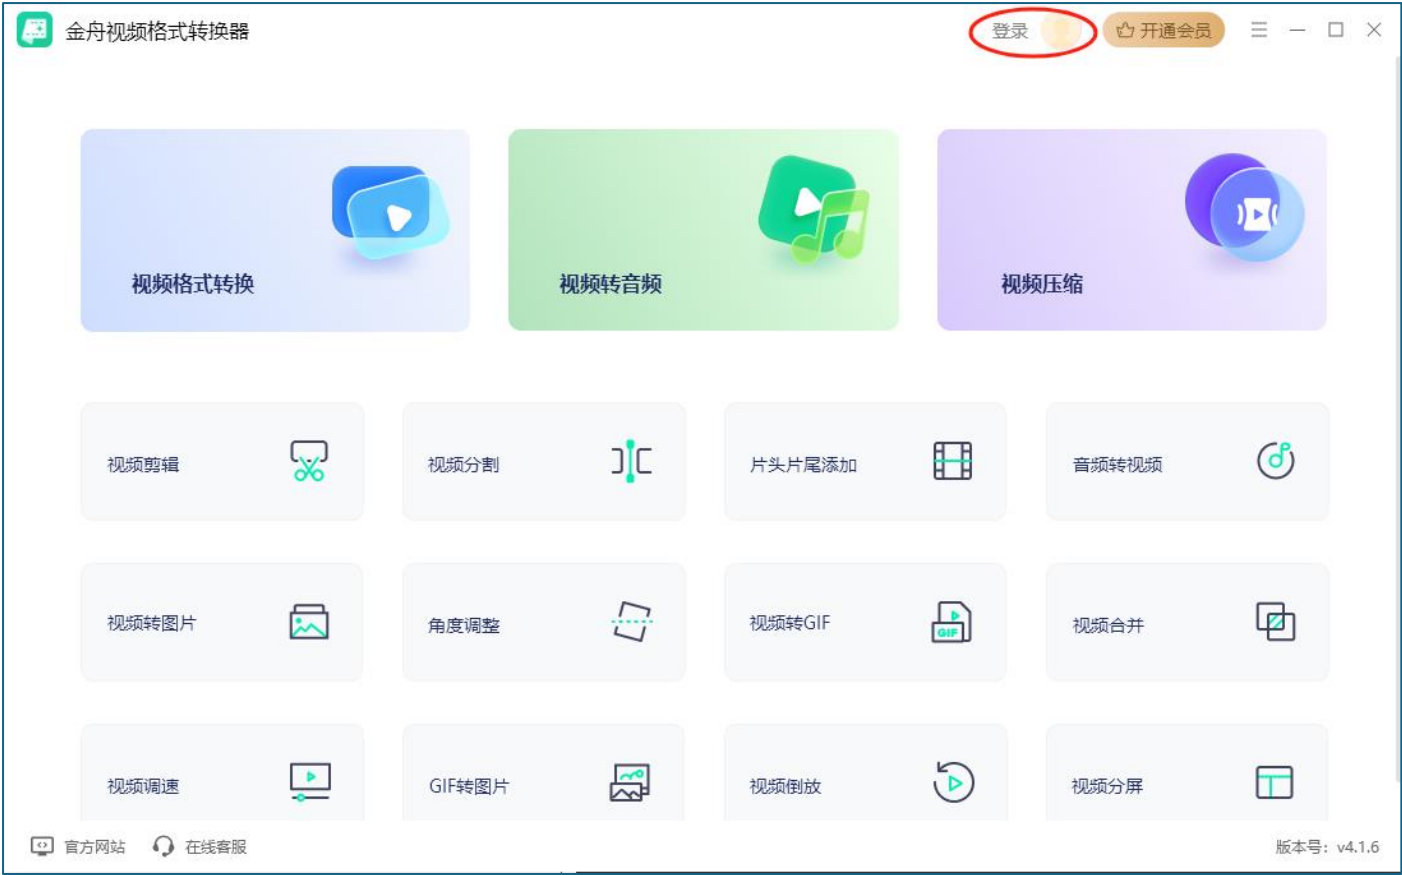 金舟视频格式转换器
登录
开通会员
视频格式转换
视频转音频
视频压缩
视频剪辑
视频分割
片头片尾添加
音频转视频
视频转图片
角度调整
视频转GIF
GIF
视频合并
视频调速
GIF转图片
视频倒放
视频分屏
官方网站
在线客服
版本号：v4.1.6